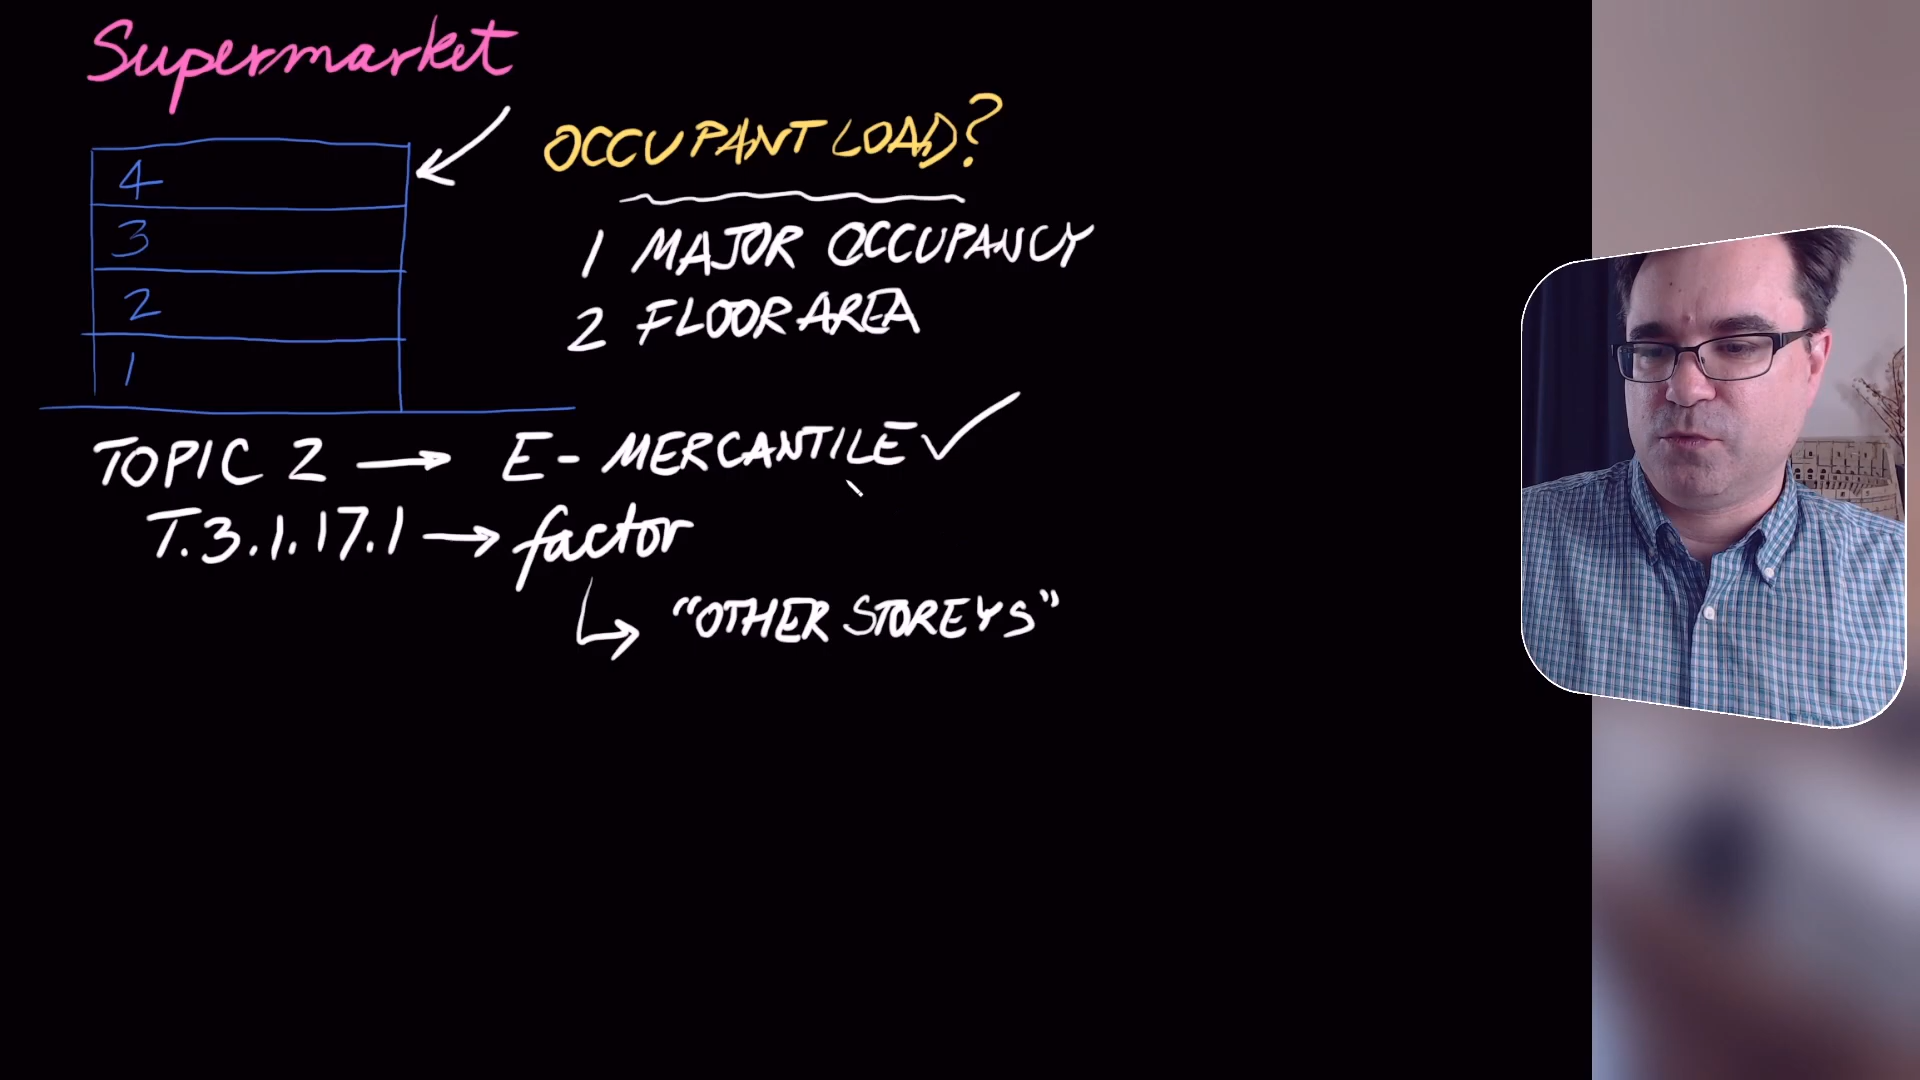 Supermarket
OCCUPANT LOAD?
4
3
2
1
1 MAJOR OCCUPANCY
2 FLOOR AREA
TOPIC 2 → E - MERCANTILE ✓
T.3.1.17.1 → factor
↳ "OTHER STOREYS"